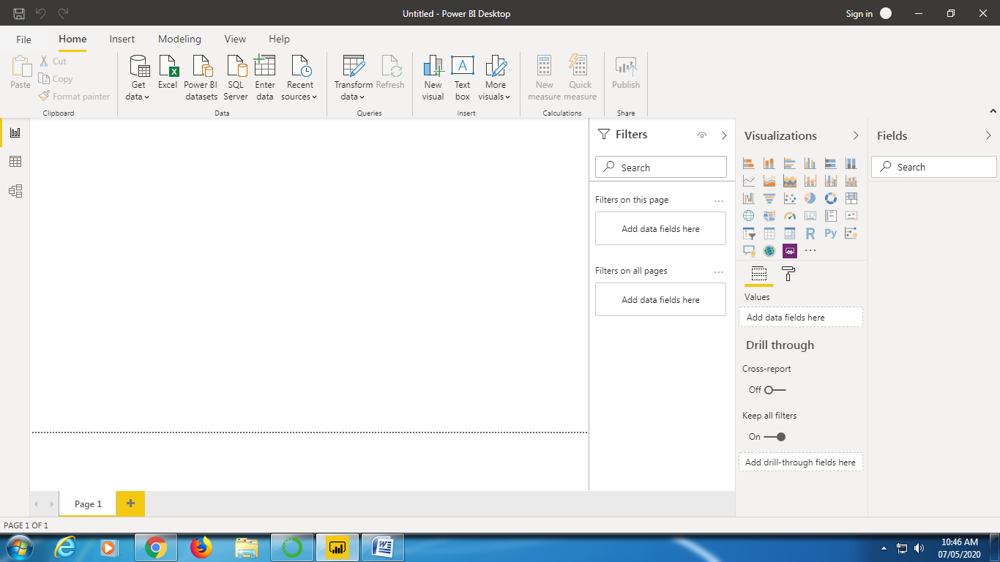 Untitled - Power BI Desktop
Sign in
File Home Insert Modeling View Help
Paste
Cut
Copy
Format painter
Clipboard
Get data
Excel
Power BI datasets
SQL Server
Enter data
Recent sources
Data
Transform data
Refresh
Queries
New visual
Text box
A
More visuals
Insert
New measure
Quick measure
Calculations
Publish
Share
Filters
Search
Filters on this page
...
Add data fields here
Filters on all pages
...
Add data fields here
Visualizations
123
R Py
...
Values
Add data fields here
Drill through
Cross-report
Off
Keep all filters
On
Add drill-through fields here
Fields
Search
Page 1
+
PAGE 1 OF 1
W
10:46 AM
07/05/2020